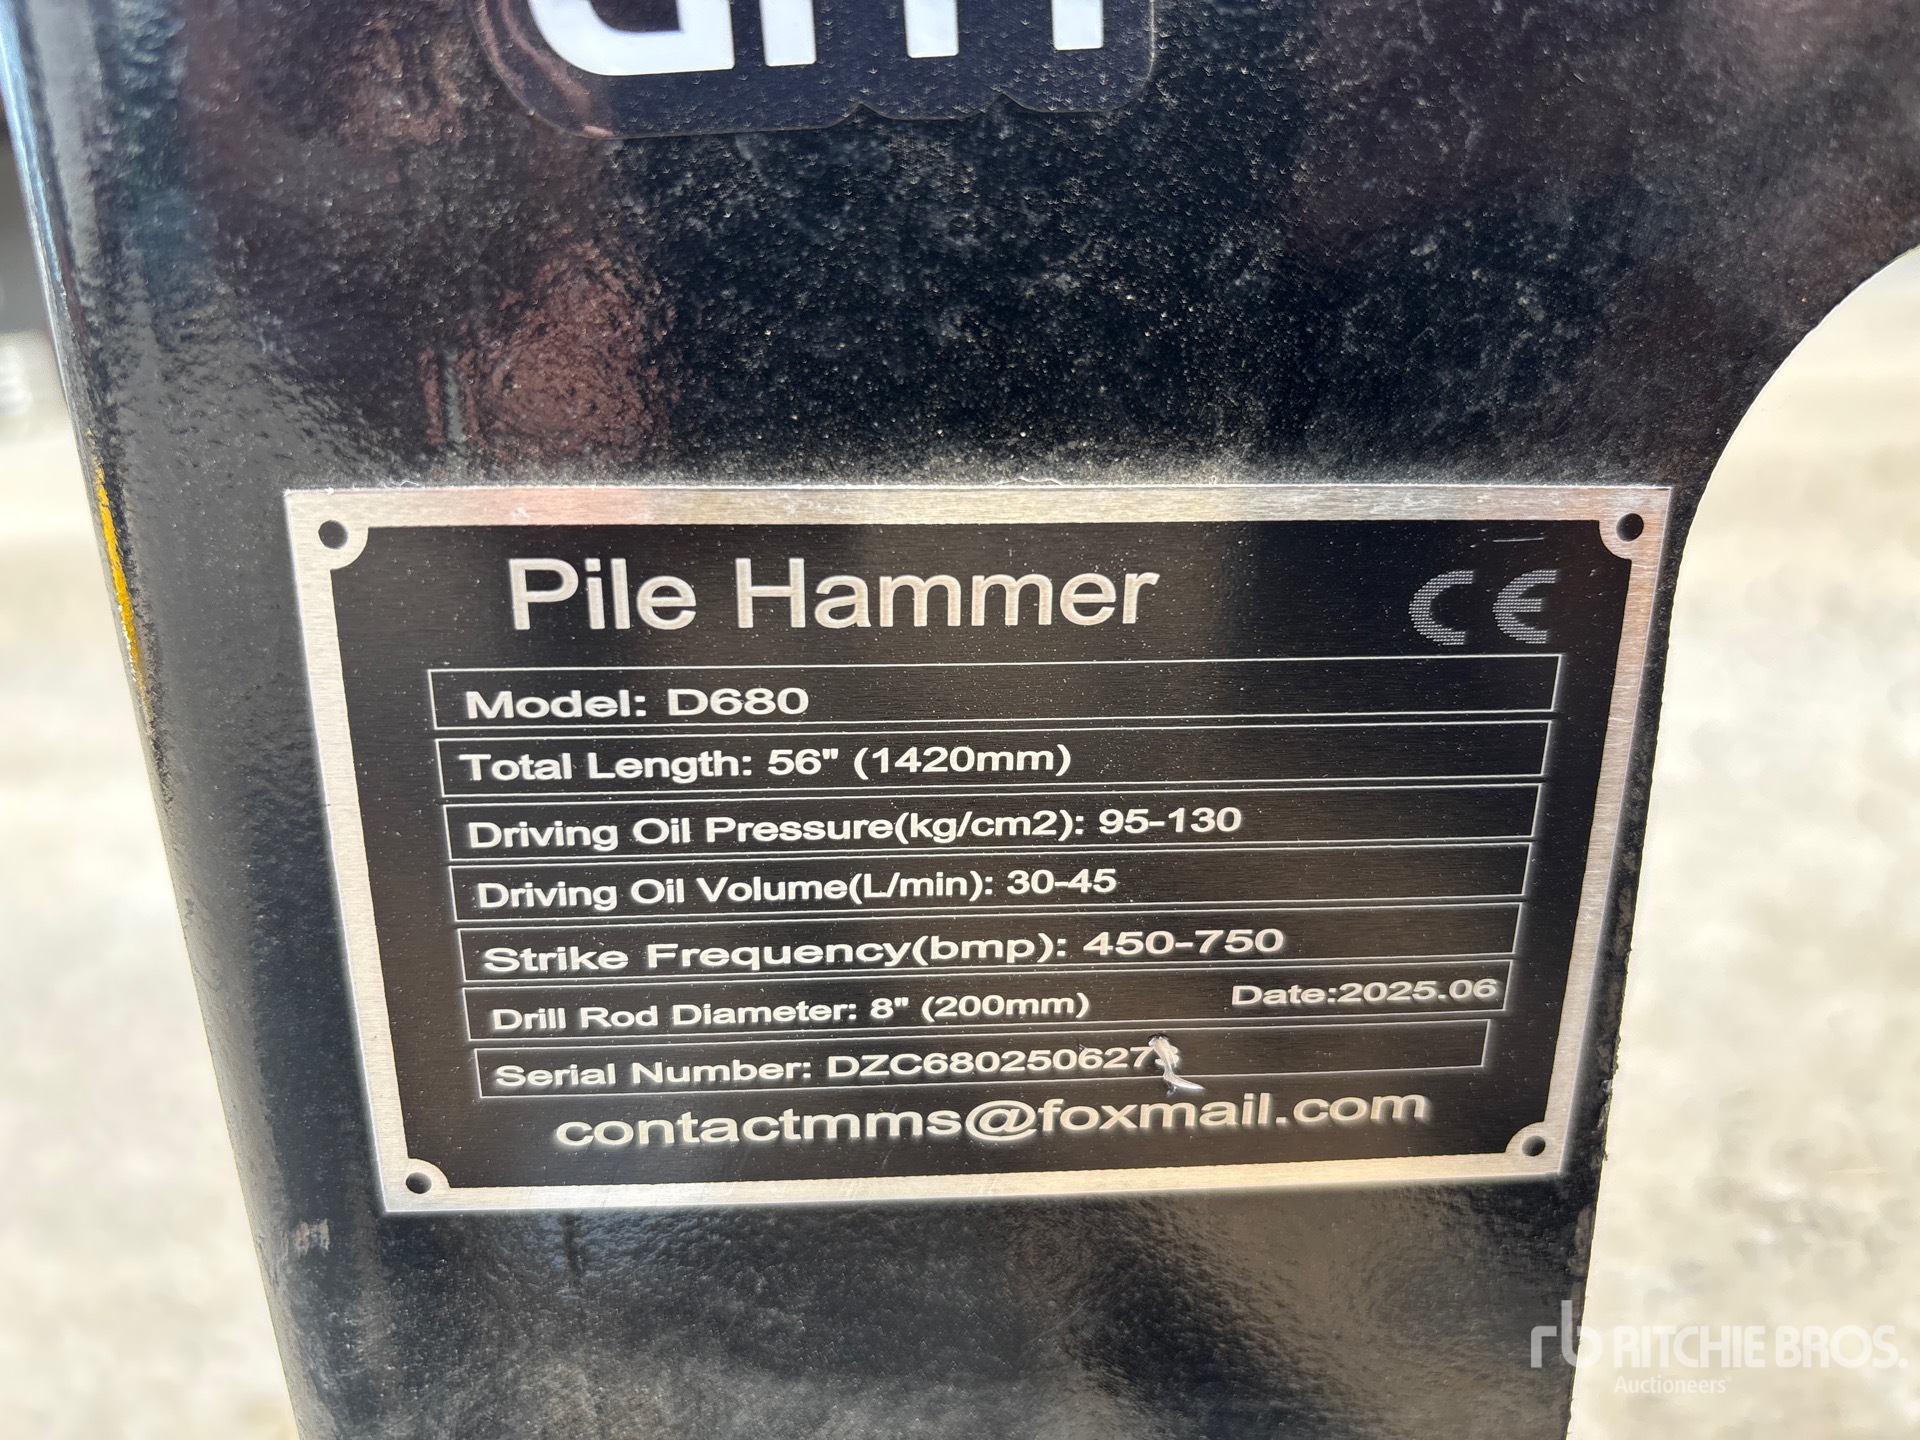 Pile Hammer CE
Model: D680
Total Length: 56" (1420mm)
Driving Oil Pressure(kg/cm2): 95-130
Driving Oil Volume(L/min): 30-45
Strike Frequency(bmp): 450-750
Drill Rod Diameter: 8" (200mm) Date:2025.06
Serial Number:
contactmms@foxmail.com
rb RITCHIE BROS.
Auctioneers